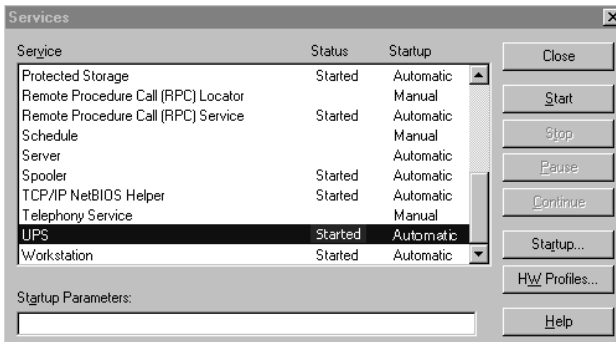 Services
Service Status Startup
Protected Storage Started Automatic
Remote Procedure Call (RPC) Locator Manual
Remote Procedure Call (RPC) Service Started Automatic
Schedule Manual
Server Automatic
Spooler Started Automatic
TCP/IP NetBIOS Helper Started Automatic
Telephony Service Manual
UPS Started Automatic
Workstation Started Automatic
Startup Parameters:
Close
Start
Stop
Pause
Continue
Startup...
HW Profiles...
Help